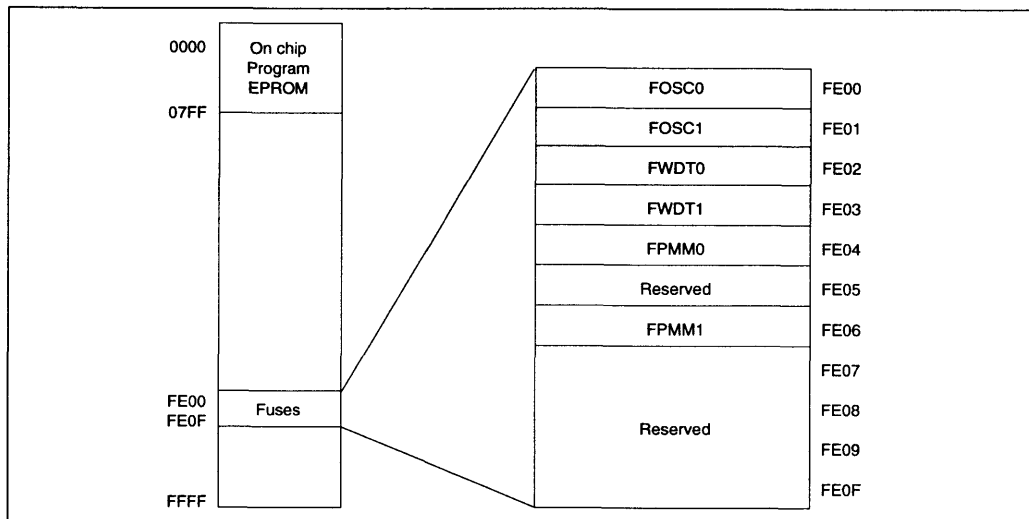 0000
On chip
Program
EPROM
07FF
FE00
FE0F
Fuses
FFFF
FOSC0 FE00
FOSC1 FE01
FWDT0 FE02
FWDT1 FE03
FPMM0 FE04
Reserved FE05
FPMM1 FE06
FE07
FE08
Reserved
FE09
FE0F